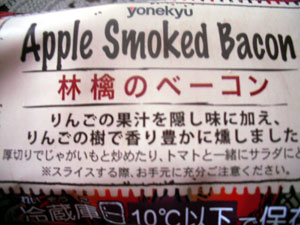 yonekyu
Apple Smoked Bacon
林檎のベーコン
りんごの果汁を隠し味に加え、
りんごの樹で香り豊かに燻しました
厚切りでじゃがいもと炒めたり、トマトと一緒にサラダにと
※スライスする際、お手元に充分ご注意ください。
冷蔵庫 10℃以下で保存